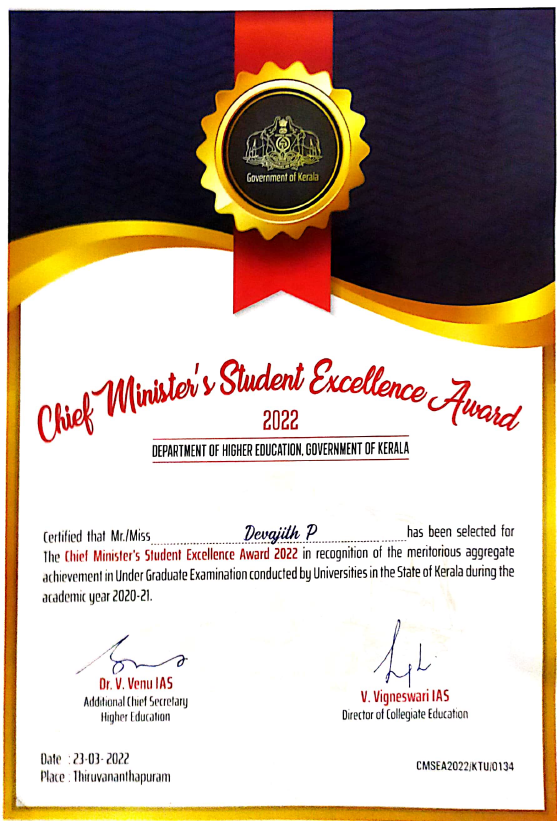 Government of Kerala
Chief Minister's Student Excellence Award
2022
DEPARTMENT OF HIGHER EDUCATION, GOVERNMENT OF KERALA
Certified that Mr./Miss Devajith P has been selected for
The Chief Minister's Student Excellence Award 2022 in recognition of the meritorious aggregate
achievement in Under Graduate Examination conducted by Universities in the State of Kerala during the
academic year 2020-21.
Dr. V. Venu IAS
Additional Chief Secretary
Higher Education
V. Vigneswari IAS
Director of Collegiate Education
Date : 23-03-2022
Place : Thiruvananthapuram
CMSEA2022/KTU/0134